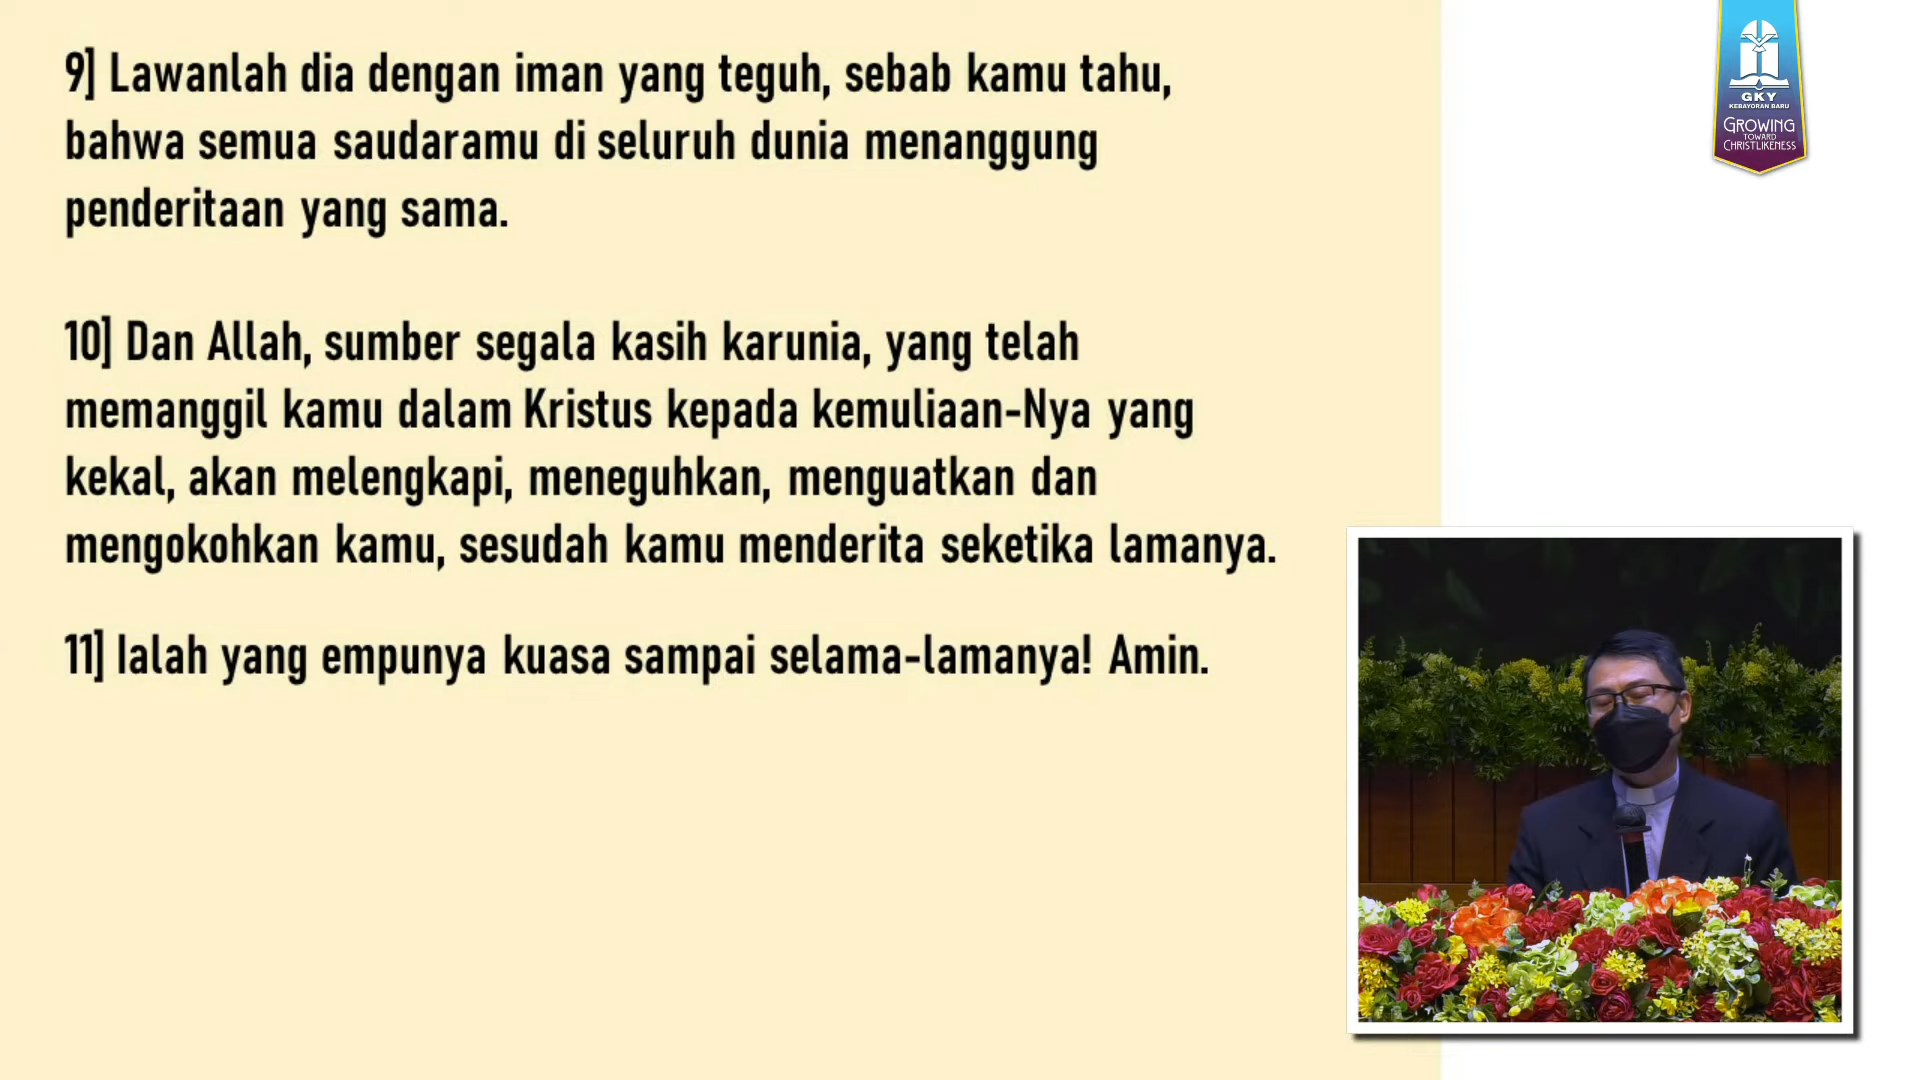 9] Lawanlah dia dengan iman yang teguh, sebab kamu tahu,
bahwa semua saudaramu di seluruh dunia menanggung
penderitaan yang sama.
10] Dan Allah, sumber segala kasih karunia, yang telah
memanggil kamu dalam Kristus kepada kemuliaan-Nya yang
kekal, akan melengkapi, meneguhkan, menguatkan dan
mengokohkan kamu, sesudah kamu menderita seketika lamanya.
11] Ialah yang empunya kuasa sampai selama-lamanya! Amin.
GKY
KEBAYORAN BARU
GROWING
TOWARD
CHRISTLIKENESS